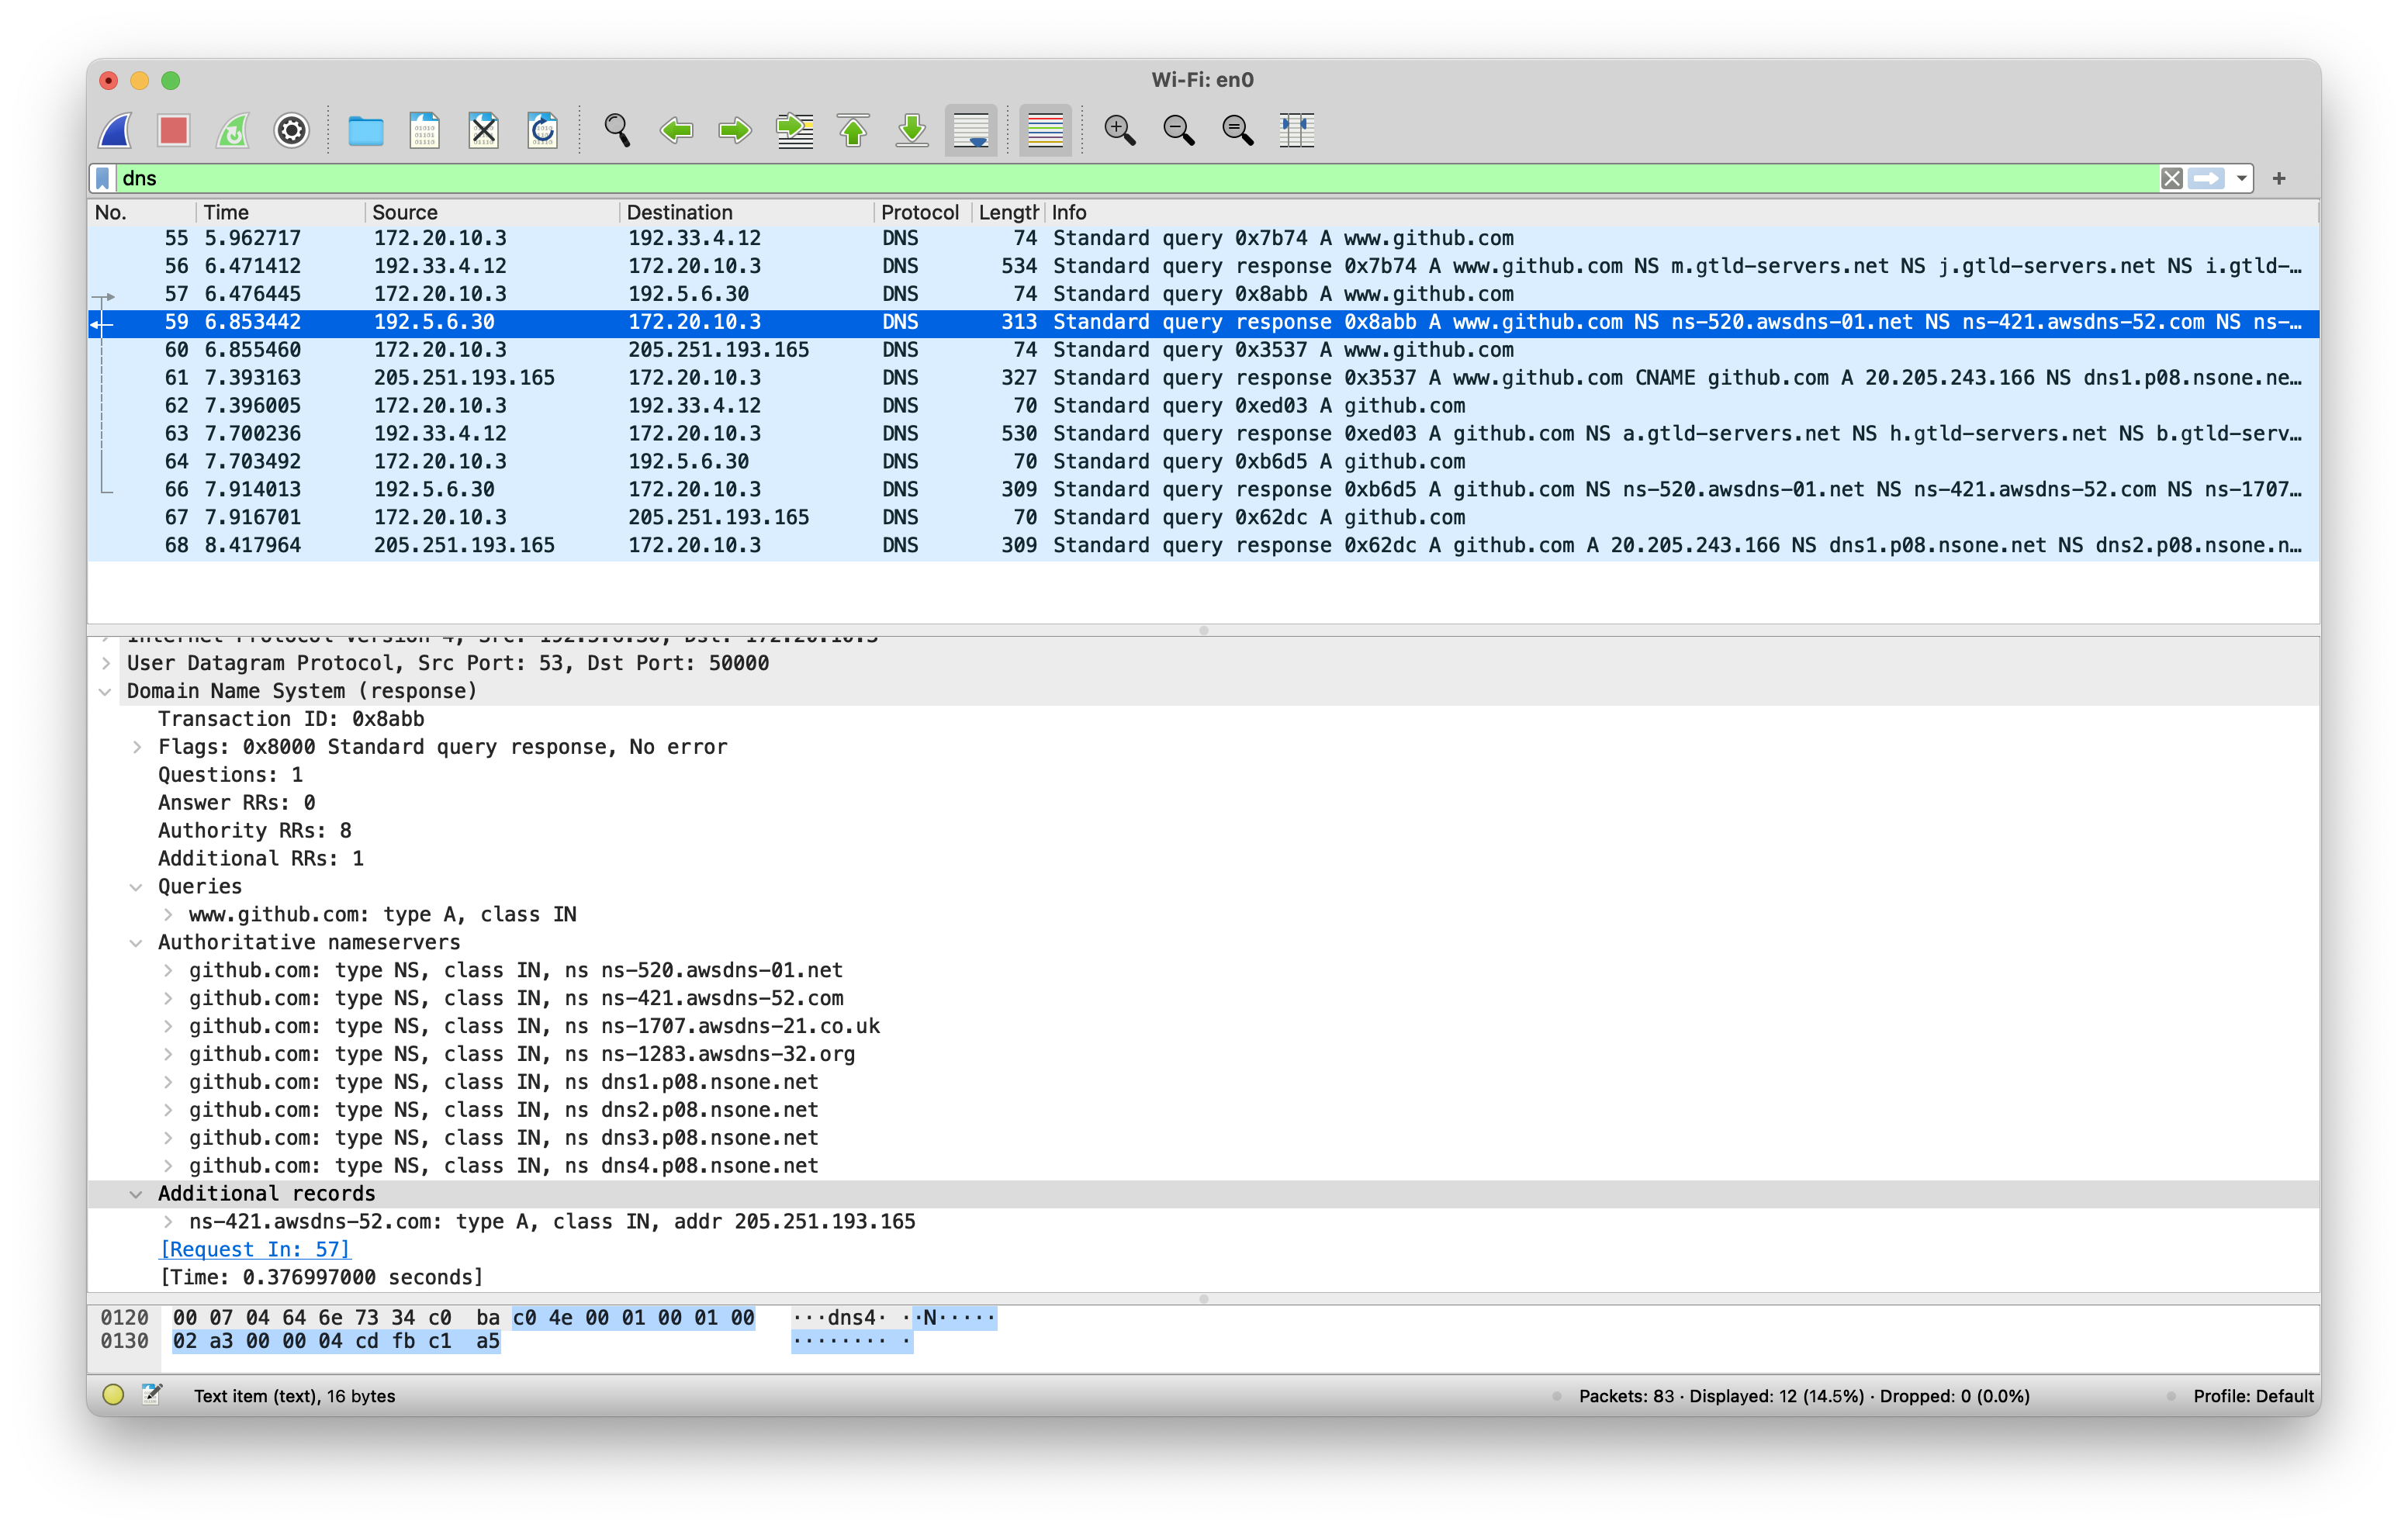 Wi-Fi: en0
dns
No. Time Source Destination Protocol Length Info
55 5.962717 172.20.10.3 192.33.4.12 DNS 74 Standard query 0x7b74 A www.github.com
56 6.471412 192.33.4.12 172.20.10.3 DNS 534 Standard query response 0x7b74 A www.github.com NS m.gtld-servers.net NS j.gtld-servers.net NS i.gtld-…
57 6.476445 172.20.10.3 192.5.6.30 DNS 74 Standard query 0x8abb A www.github.com
59 6.853442 192.5.6.30 172.20.10.3 DNS 313 Standard query response 0x8abb A www.github.com NS ns-520.awsdns-01.net NS ns-421.awsdns-52.com NS ns-…
60 6.855460 172.20.10.3 205.251.193.165 DNS 74 Standard query 0x3537 A www.github.com
61 7.393163 205.251.193.165 172.20.10.3 DNS 327 Standard query response 0x3537 A www.github.com CNAME github.com A 20.205.243.166 NS dns1.p08.nsone.ne…
62 7.396005 172.20.10.3 192.33.4.12 DNS 70 Standard query 0xed03 A github.com
63 7.700236 192.33.4.12 172.20.10.3 DNS 530 Standard query response 0xed03 A github.com NS a.gtld-servers.net NS h.gtld-servers.net NS b.gtld-serv…
64 7.703492 172.20.10.3 192.5.6.30 DNS 70 Standard query 0xb6d5 A github.com
66 7.914013 192.5.6.30 172.20.10.3 DNS 309 Standard query response 0xb6d5 A github.com NS ns-520.awsdns-01.net NS ns-421.awsdns-52.com NS ns-1707…
67 7.916701 172.20.10.3 205.251.193.165 DNS 70 Standard query 0x62dc A github.com
68 8.417964 205.251.193.165 172.20.10.3 DNS 309 Standard query response 0x62dc A github.com A 20.205.243.166 NS dns1.p08.nsone.net NS dns2.p08.nsone.n…
Internet Protocol Version 4, Src: 192.5.6.30, Dst: 172.20.10.3
User Datagram Protocol, Src Port: 53, Dst Port: 50000
Domain Name System (response)
Transaction ID: 0x8abb
Flags: 0x8000 Standard query response, No error
Questions: 1
Answer RRs: 0
Authority RRs: 8
Additional RRs: 1
Queries
www.github.com: type A, class IN
Authoritative nameservers
github.com: type NS, class IN, ns ns-520.awsdns-01.net
github.com: type NS, class IN, ns ns-421.awsdns-52.com
github.com: type NS, class IN, ns ns-1707.awsdns-21.co.uk
github.com: type NS, class IN, ns ns-1283.awsdns-32.org
github.com: type NS, class IN, ns dns1.p08.nsone.net
github.com: type NS, class IN, ns dns2.p08.nsone.net
github.com: type NS, class IN, ns dns3.p08.nsone.net
github.com: type NS, class IN, ns dns4.p08.nsone.net
Additional records
ns-421.awsdns-52.com: type A, class IN, addr 205.251.193.165
[Request In: 57]
[Time: 0.376997000 seconds]
0120 00 07 04 64 6e 73 34 c0 ba c0 4e 00 01 00 01 00 ···dns4· ··N·····
0130 02 a3 00 00 04 cd fb c1 a5 ········ ·
Text item (text), 16 bytes
Packets: 83 · Displayed: 12 (14.5%) · Dropped: 0 (0.0%)
Profile: Default